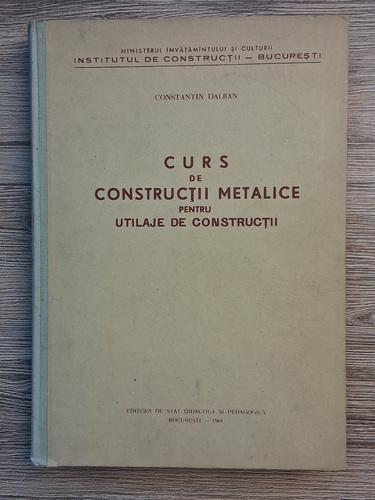 MINISTERUL ÎNVĂȚĂMÎNTULUI ȘI CULTURII
INSTITUTUL DE CONSTRUCȚII – BUCUREȘTI
CONSTANTIN DALBAN
CURS
DE
CONSTRUCȚII METALICE
PENTRU
UTILAJE DE CONSTRUCȚII
EDITURA DE STAT DIDACTICĂ ȘI PEDAGOGICĂ
BUCUREȘTI – 1961